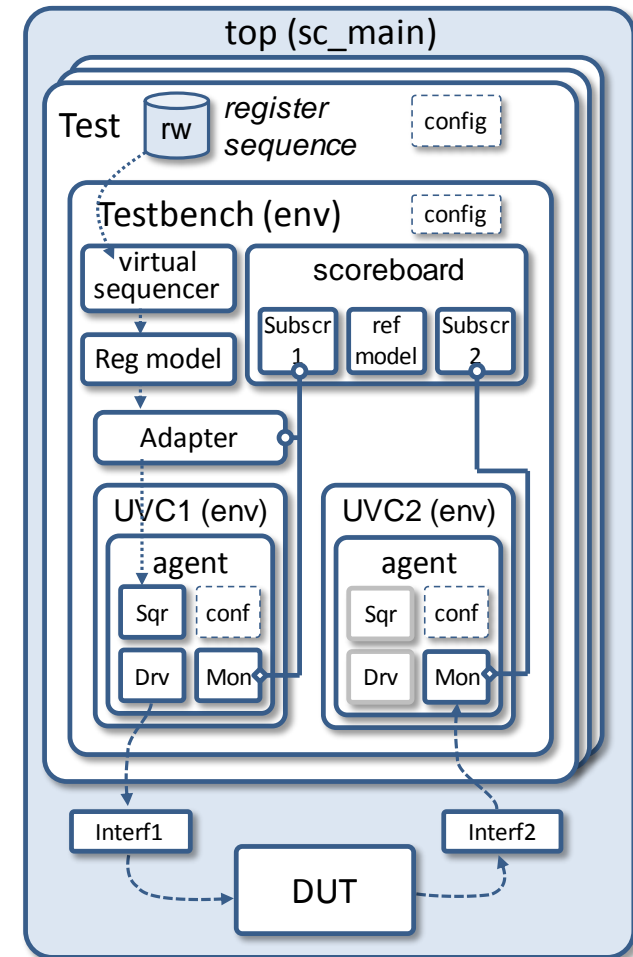 top (sc_main)
Test
rw
register
sequence
config
Testbench (env)
config
virtual
sequencer
scoreboard
Subscr
1
ref
model
Subscr
2
Reg model
Adapter
UVC1 (env)
UVC2 (env)
agent
agent
Sqr
conf
Sqr
conf
Drv
Mon
Drv
Mon
Interf1
Interf2
DUT